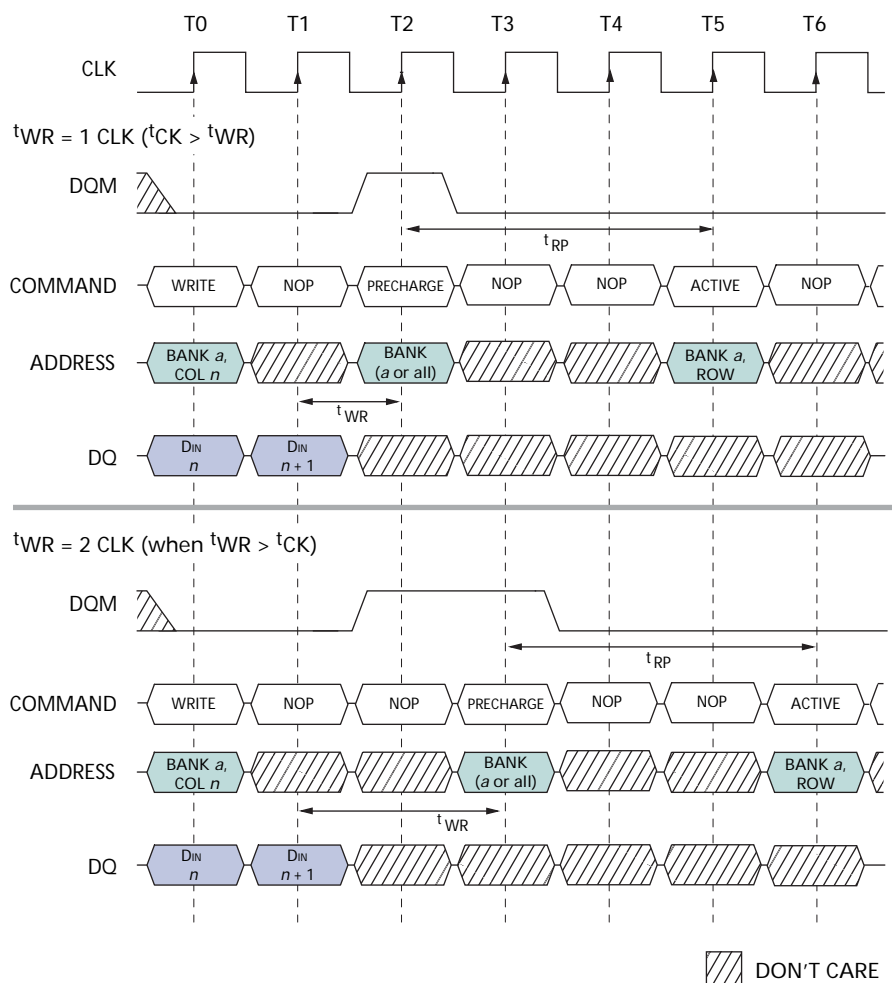 T0 T1 T2 T3 T4 T5 T6
CLK
tWR = 1 CLK (tCK > tWR)
DQM
tRP
COMMAND WRITE NOP PRECHARGE NOP NOP ACTIVE NOP
ADDRESS BANK a, COL n BANK (a or all) BANK a, ROW
tWR
DQ DIN n DIN n + 1
tWR = 2 CLK (when tWR > tCK)
DQM
tRP
COMMAND WRITE NOP NOP PRECHARGE NOP NOP ACTIVE
ADDRESS BANK a, COL n BANK (a or all) BANK a, ROW
tWR
DQ DIN n DIN n + 1
DON'T CARE